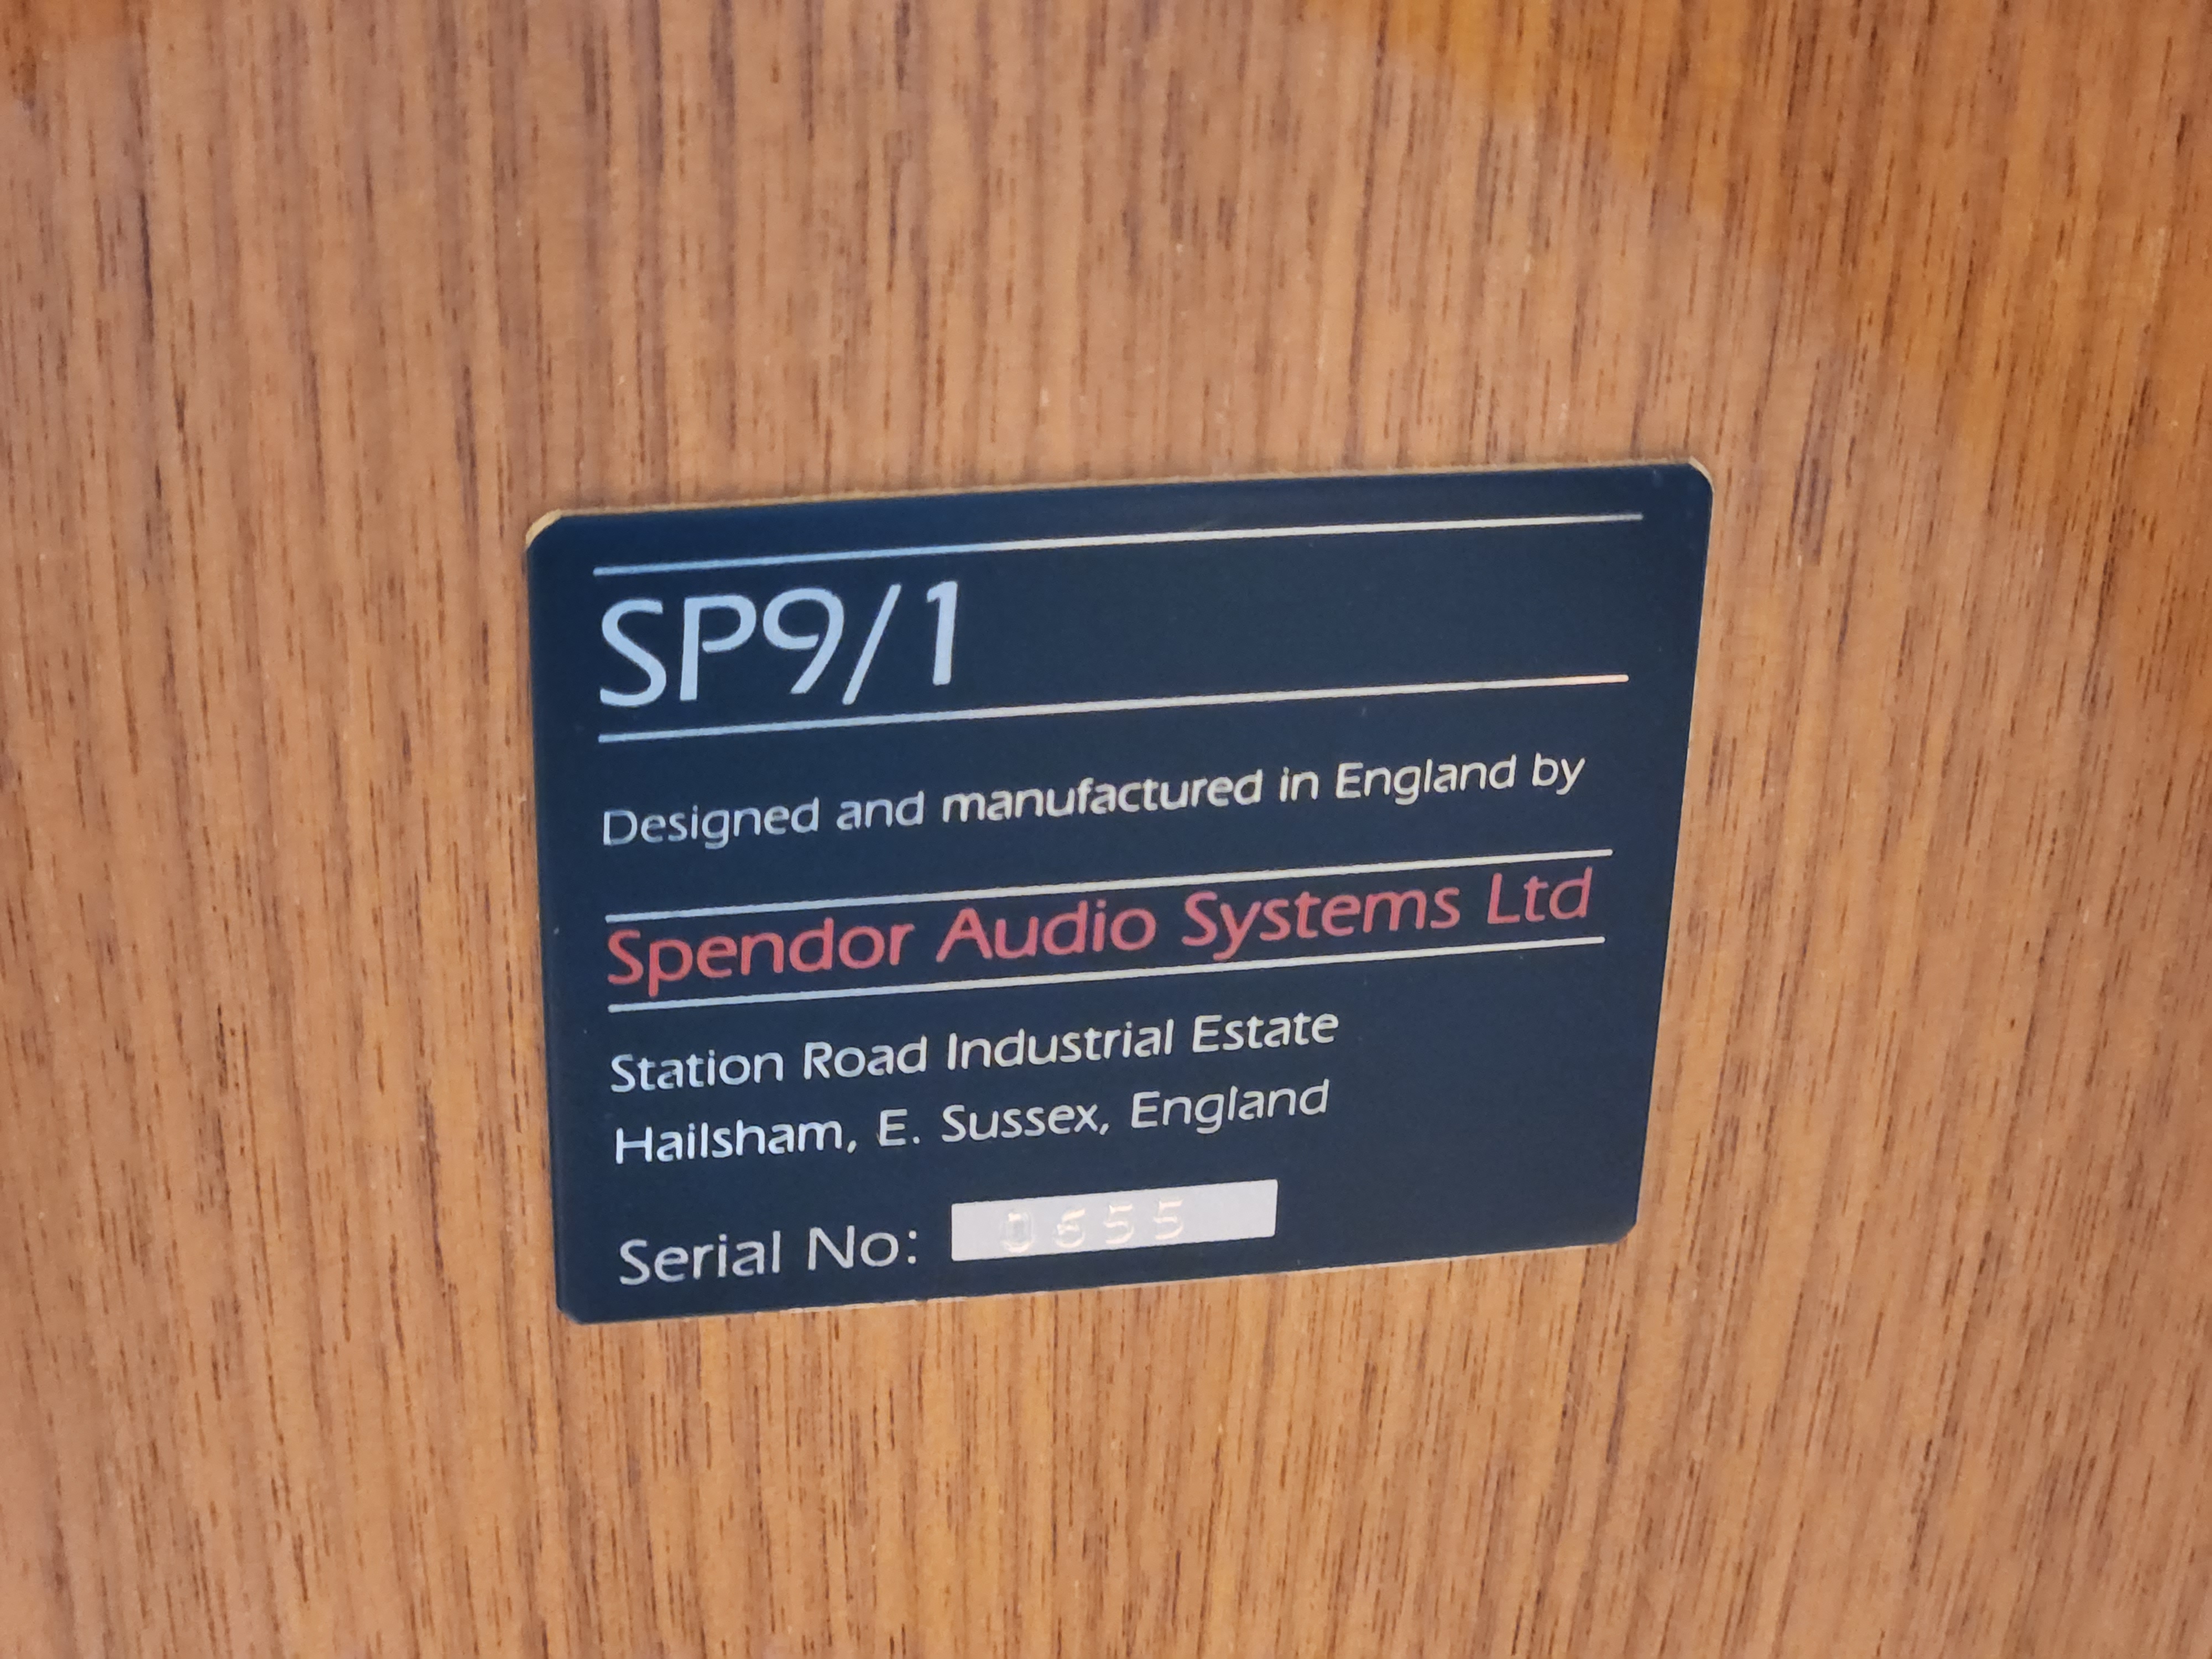 SP9/1
Designed and manufactured in England by
Spendor Audio Systems Ltd
Station Road Industrial Estate
Hailsham, E. Sussex, England
Serial No: